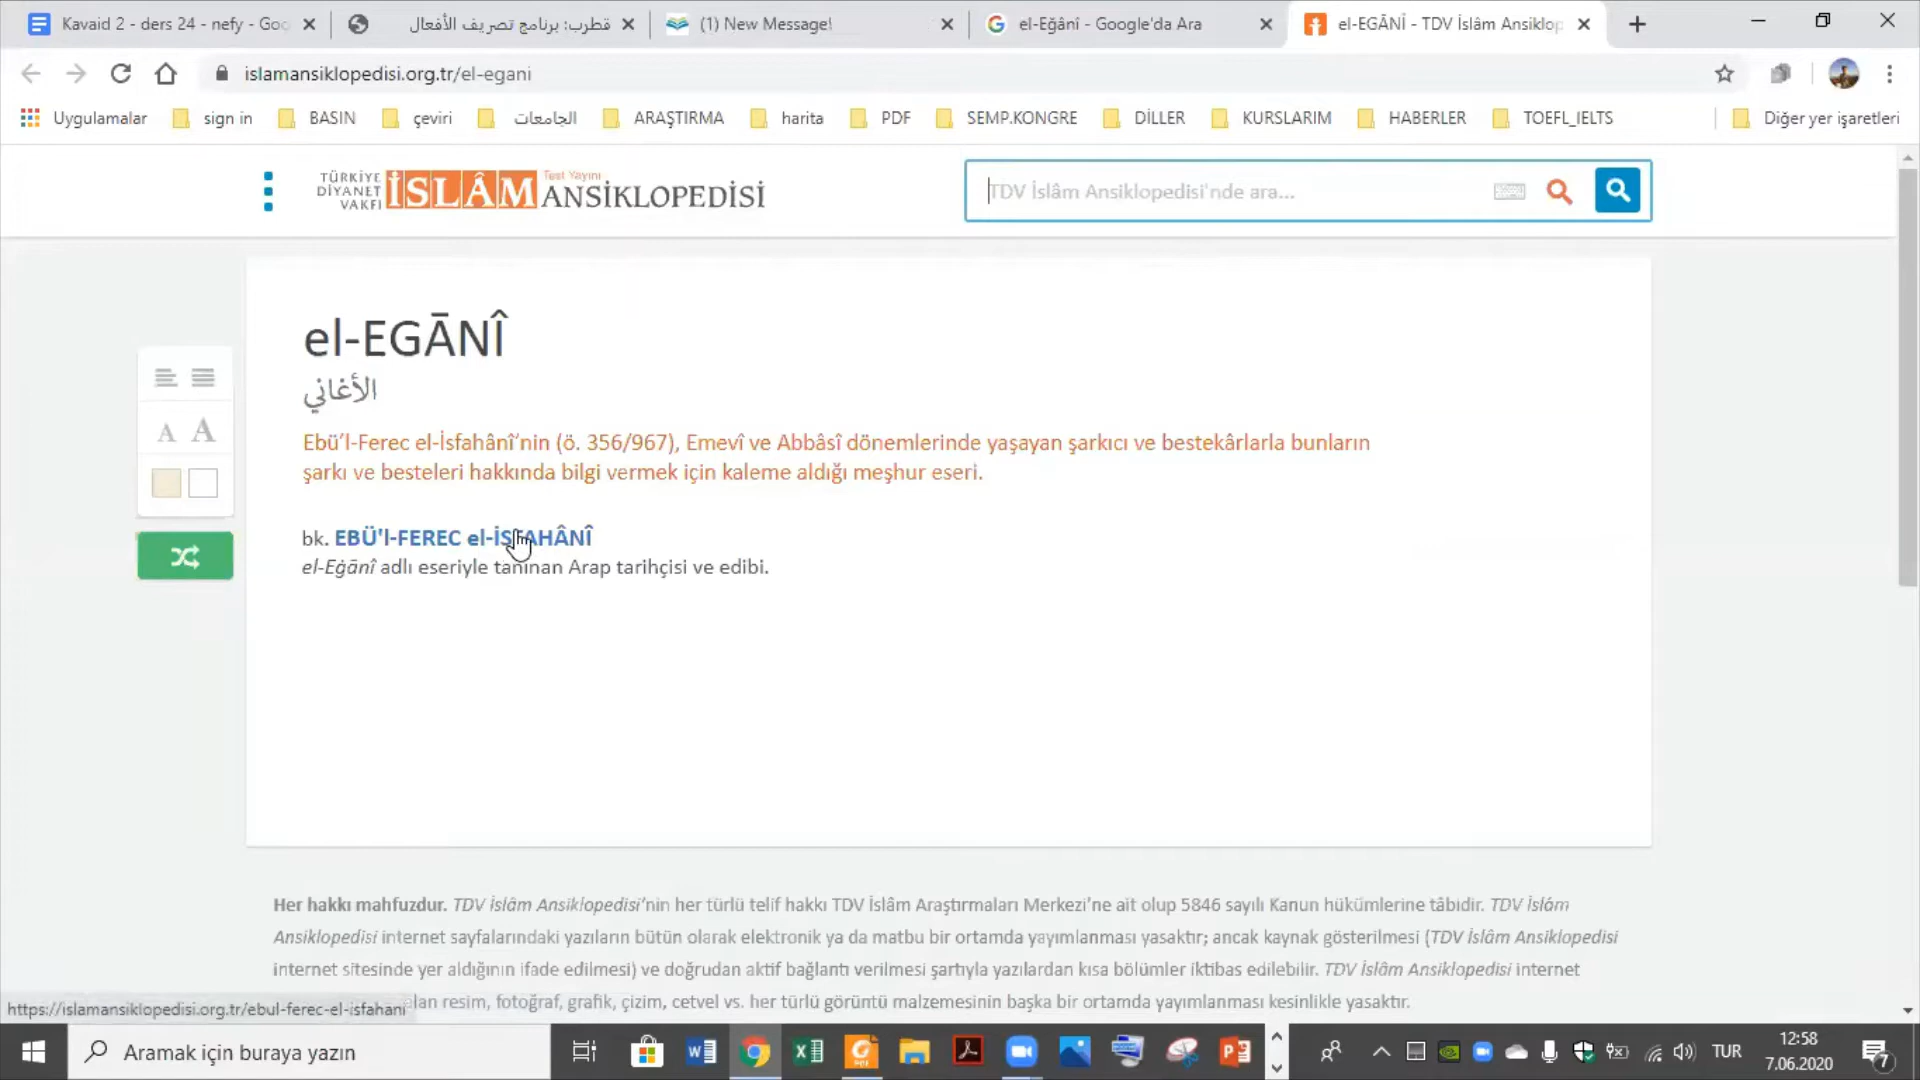 Kavaid 2 - ders 24 - nefy - Goo
قطرب: برنامج تصريف الأفعال
(1) New Message!
el-Eğânî - Google'da Ara
el-EGĀNÎ - TDV İslâm Ansiklop
islamansiklopedisi.org.tr/el-egani
Uygulamalar
sign in
BASIN
çeviri
الجامعات
ARAŞTIRMA
harita
PDF
SEMP.KONGRE
DİLLER
KURSLARIM
HABERLER
TOEFL_IELTS
Diğer yer işaretleri
TÜRKİYE
DİYANET
VAKFI
İSLÂM
Test Yayını
ANSİKLOPEDİSİ
TDV İslâm Ansiklopedisi'nde ara...
el-EGĀNÎ
الأغاني
Ebü'l-Ferec el-İsfahânî'nin (ö. 356/967), Emevî ve Abbâsî dönemlerinde yaşayan şarkıcı ve bestekârlarla bunların
şarkı ve besteleri hakkında bilgi vermek için kaleme aldığı meşhur eseri.
A A
bk. EBÜ'l-FEREC el-İSFAHÂNÎ
el-Eġānî adlı eseriyle tanınan Arap tarihçisi ve edibi.
Her hakkı mahfuzdur. TDV İslâm Ansiklopedisi'nin her türlü telif hakkı TDV İslâm Araştırmaları Merkezi'ne ait olup 5846 sayılı Kanun hükümlerine tâbidir. TDV İslâm
Ansiklopedisi internet sayfalarındaki yazıların bütün olarak elektronik ya da matbu bir ortamda yayımlanması yasaktır; ancak kaynak gösterilmesi (TDV İslâm Ansiklopedisi
internet sitesinde yer aldığının ifade edilmesi) ve doğrudan aktif bağlantı verilmesi şartıyla yazılardan kısa bölümler iktibas edilebilir. TDV İslâm Ansiklopedisi internet
lan resim, fotoğraf, grafik, çizim, cetvel vs. her türlü görüntü malzemesinin başka bir ortamda yayımlanması kesinlikle yasaktır.
https://islamansiklopedisi.org.tr/ebul-ferec-el-isfahani
Aramak için buraya yazın
TUR
12:58
7.06.2020
7